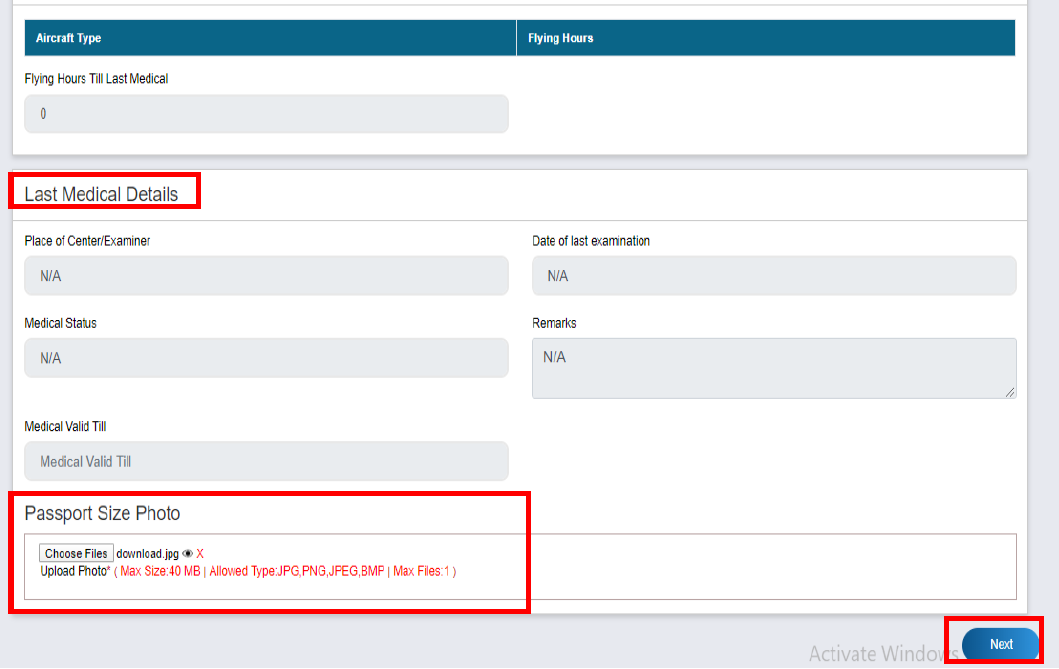 Aircraft Type Flying Hours
Flying Hours Till Last Medical
0
Last Medical Details
Place of Center/Examiner Date of last examination
N/A N/A
Medical Status Remarks
N/A N/A
Medical Valid Till
Medical Valid Till
Passport Size Photo
Choose Files download.jpg X
Upload Photo* ( Max Size:40 MB | Allowed Type:JPG,PNG,JPEG,BMP | Max Files:1 )
Next
Activate Windows